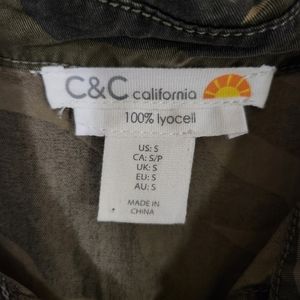 C&C california
100% lyocell
US: S
CA: S/P
UK: S
EU: S
AU: S
MADE IN
CHINA